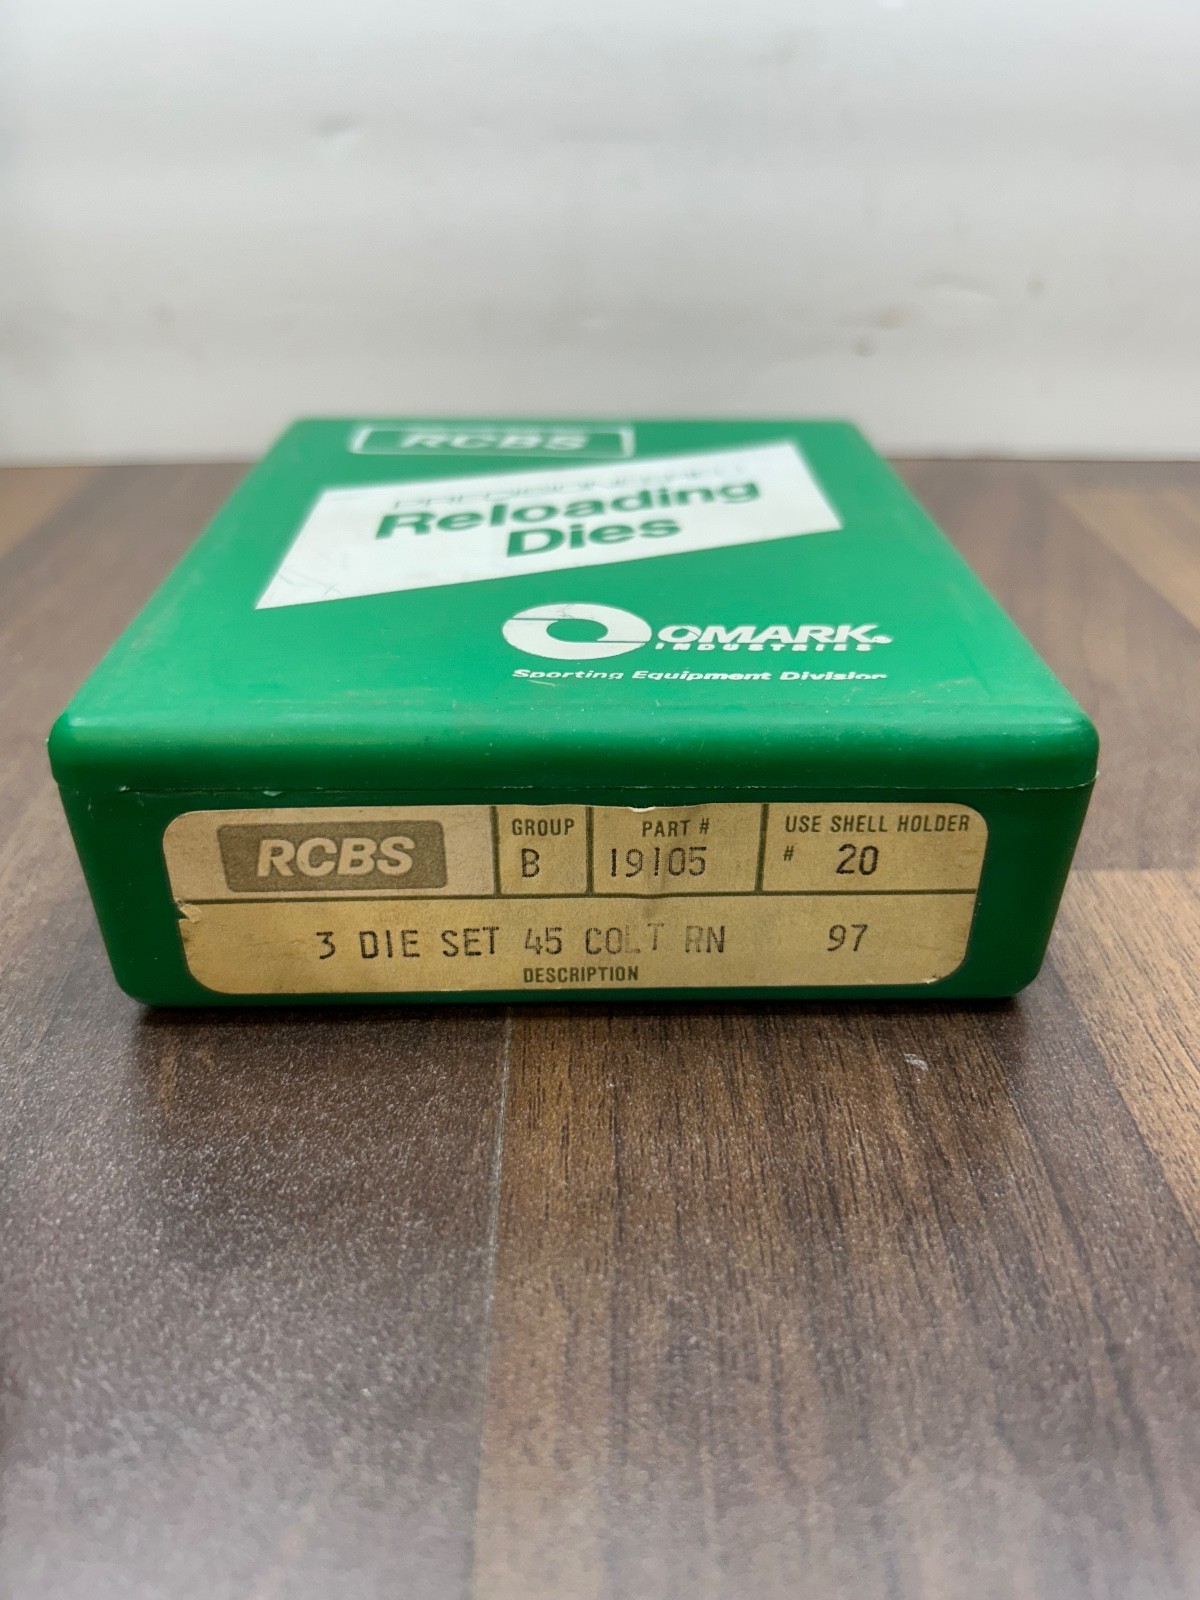 RCBS
PRECISIONEERED
Reloading
Dies
OMARK
INDUSTRIES
Sporting Equipment Division
RCBS
GROUP
B
PART #
19105
USE SHELL HOLDER
# 20
3 DIE SET 45 COLT RN 97
DESCRIPTION